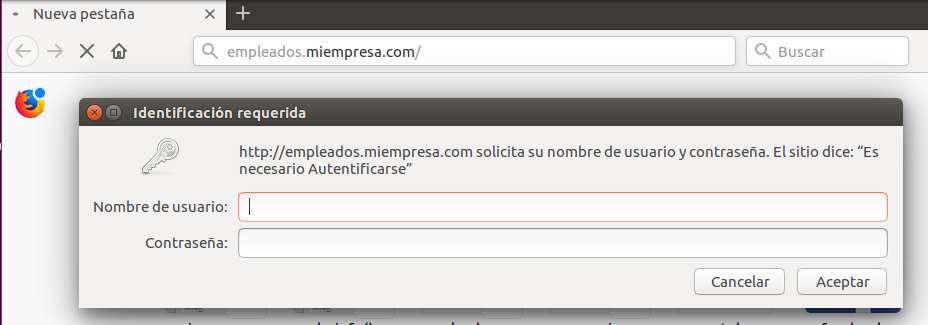 Nueva pestaña
empleados.miempresa.com/
Buscar
Identificación requerida
http://empleados.miempresa.com solicita su nombre de usuario y contraseña. El sitio dice: “Es
necesario Autentificarse”
Nombre de usuario:
Contraseña:
Cancelar
Aceptar